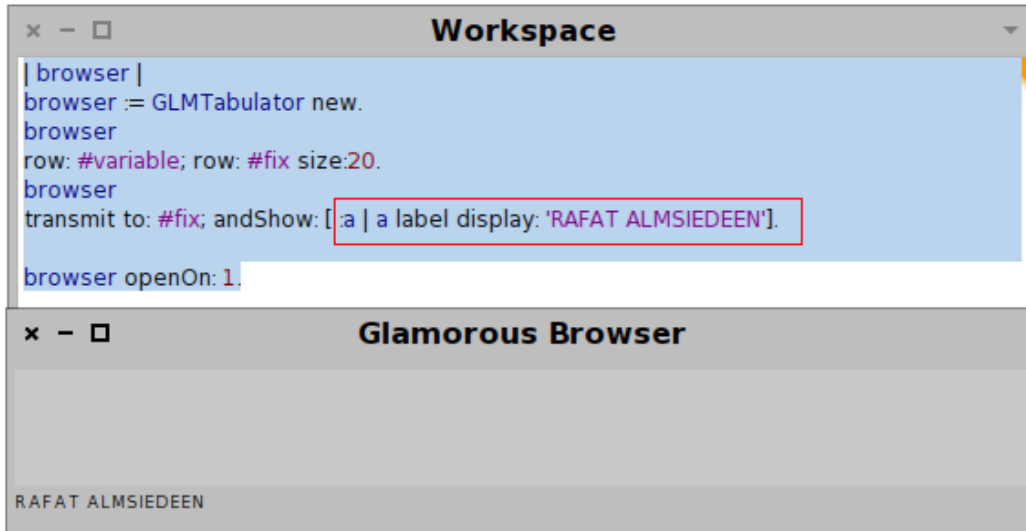 Workspace
| browser |
browser := GLMTabulator new.
browser
row: #variable; row: #fix size:20.
browser
transmit to: #fix; andShow: [ :a | a label display: 'RAFAT ALMSIEDEEN'].
browser openOn: 1.
Glamorous Browser
RAFAT ALMSIEDEEN